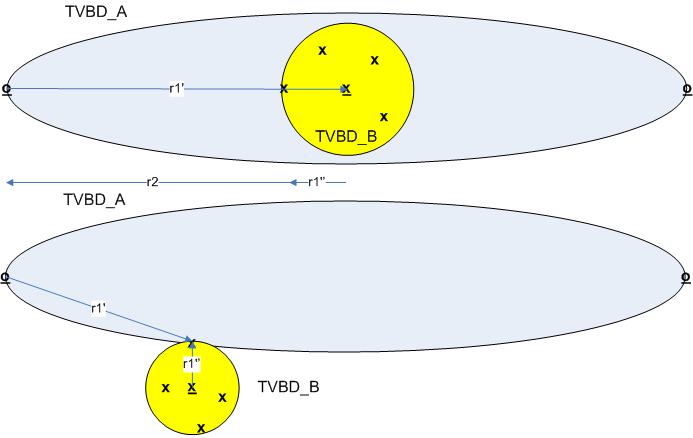 TVBD_A
x
x
o
r1'
x
x
o
x
TVBD_B
r2
r1''
TVBD_A
o
o
r1'
x
r1''
x
x
x
TVBD_B
x